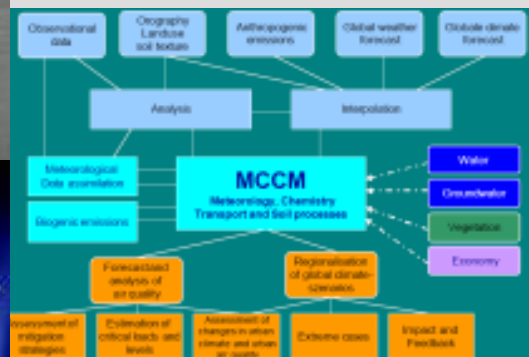 Observational
data
Orography
Landuse
soil texture
Anthropogenic
emissions
Global weather
forecast
Globale climate
forecast
Analysis
Interpolation
Meteorological
Data assimilation
MCCM
Meteorology, Chemistry
Transport and Soil processes
Biogenic emissions
Water
Groundwater
Vegetation
Economy
Forecast and
analysis of
air quality
Regionalisation
of global climate-
szenarios
Assessment of
mitigation
strategies
Estimation of
critical loads and
levels
Assessment of
changes in urban
climate and urban
air quality
Extreme cases
Impact and
Feedback